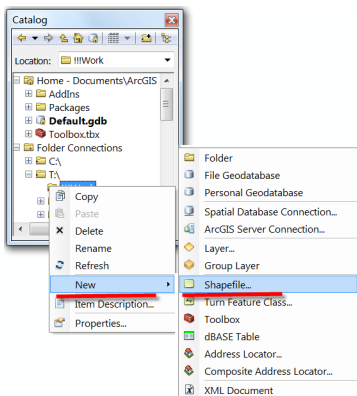 Catalog
Location: !!!Work
Home - Documents\ArcGIS
AddIns
Packages
Default.gdb
Toolbox.tbx
Folder Connections
C:\
T:\
Copy
Paste
Delete
Rename
Refresh
New
Item Description...
Properties...
Folder
File Geodatabase
Personal Geodatabase
Spatial Database Connection...
ArcGIS Server Connection...
Layer...
Group Layer
Shapefile...
Turn Feature Class...
Toolbox
dBASE Table
Address Locator...
Composite Address Locator...
XML Document